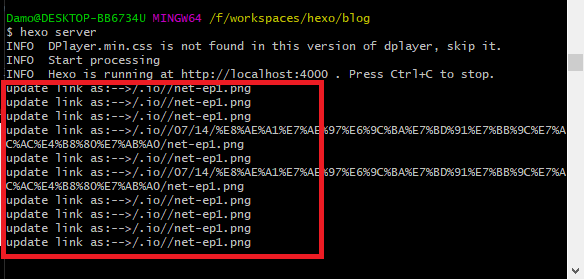 Damo@DESKTOP-BB6734U MINGW64 /f/workspaces/hexo/blog
$ hexo server
INFO  DPlayer.min.css is not found in this version of dplayer, skip it.
INFO  Start processing
INFO  Hexo is running at http://localhost:4000 . Press Ctrl+C to stop.
update link as:-->/.io//net-ep1.png
update link as:-->/.io//net-ep1.png
update link as:-->/.io//net-ep1.png
update link as:-->/.io//07/14/%E8%AE%A1%E7%AE%97%E6%9C%BA%E7%BD%91%E7%BB%9C%E7%A
C%AC%E4%B8%80%E7%AB%A0/net-ep1.png
update link as:-->/.io//net-ep1.png
update link as:-->/.io//07/14/%E8%AE%A1%E7%AE%97%E6%9C%BA%E7%BD%91%E7%BB%9C%E7%A
C%AC%E4%B8%80%E7%AB%A0/net-ep1.png
update link as:-->/.io//net-ep1.png
update link as:-->/.io//net-ep1.png
update link as:-->/.io//net-ep1.png
update link as:-->/.io//net-ep1.png